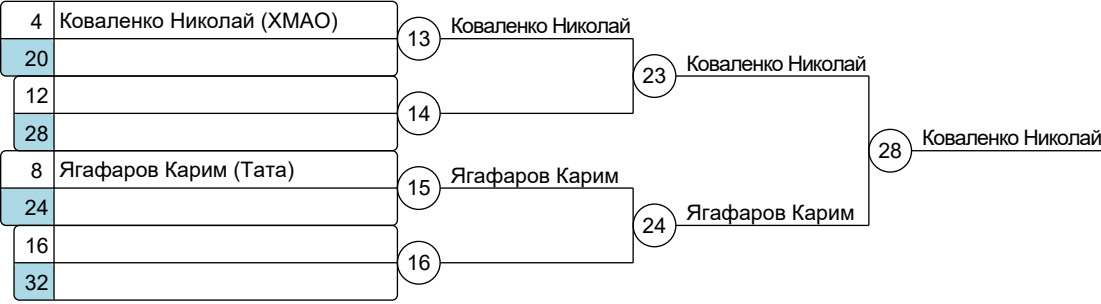 4 Коваленко Николай (ХМАО)
20
12
28
8 Ягафаров Карим (Тата)
24
16
32
13
14
15
16
Коваленко Николай
Ягафаров Карим
23
24
Коваленко Николай
Ягафаров Карим
28
Коваленко Николай